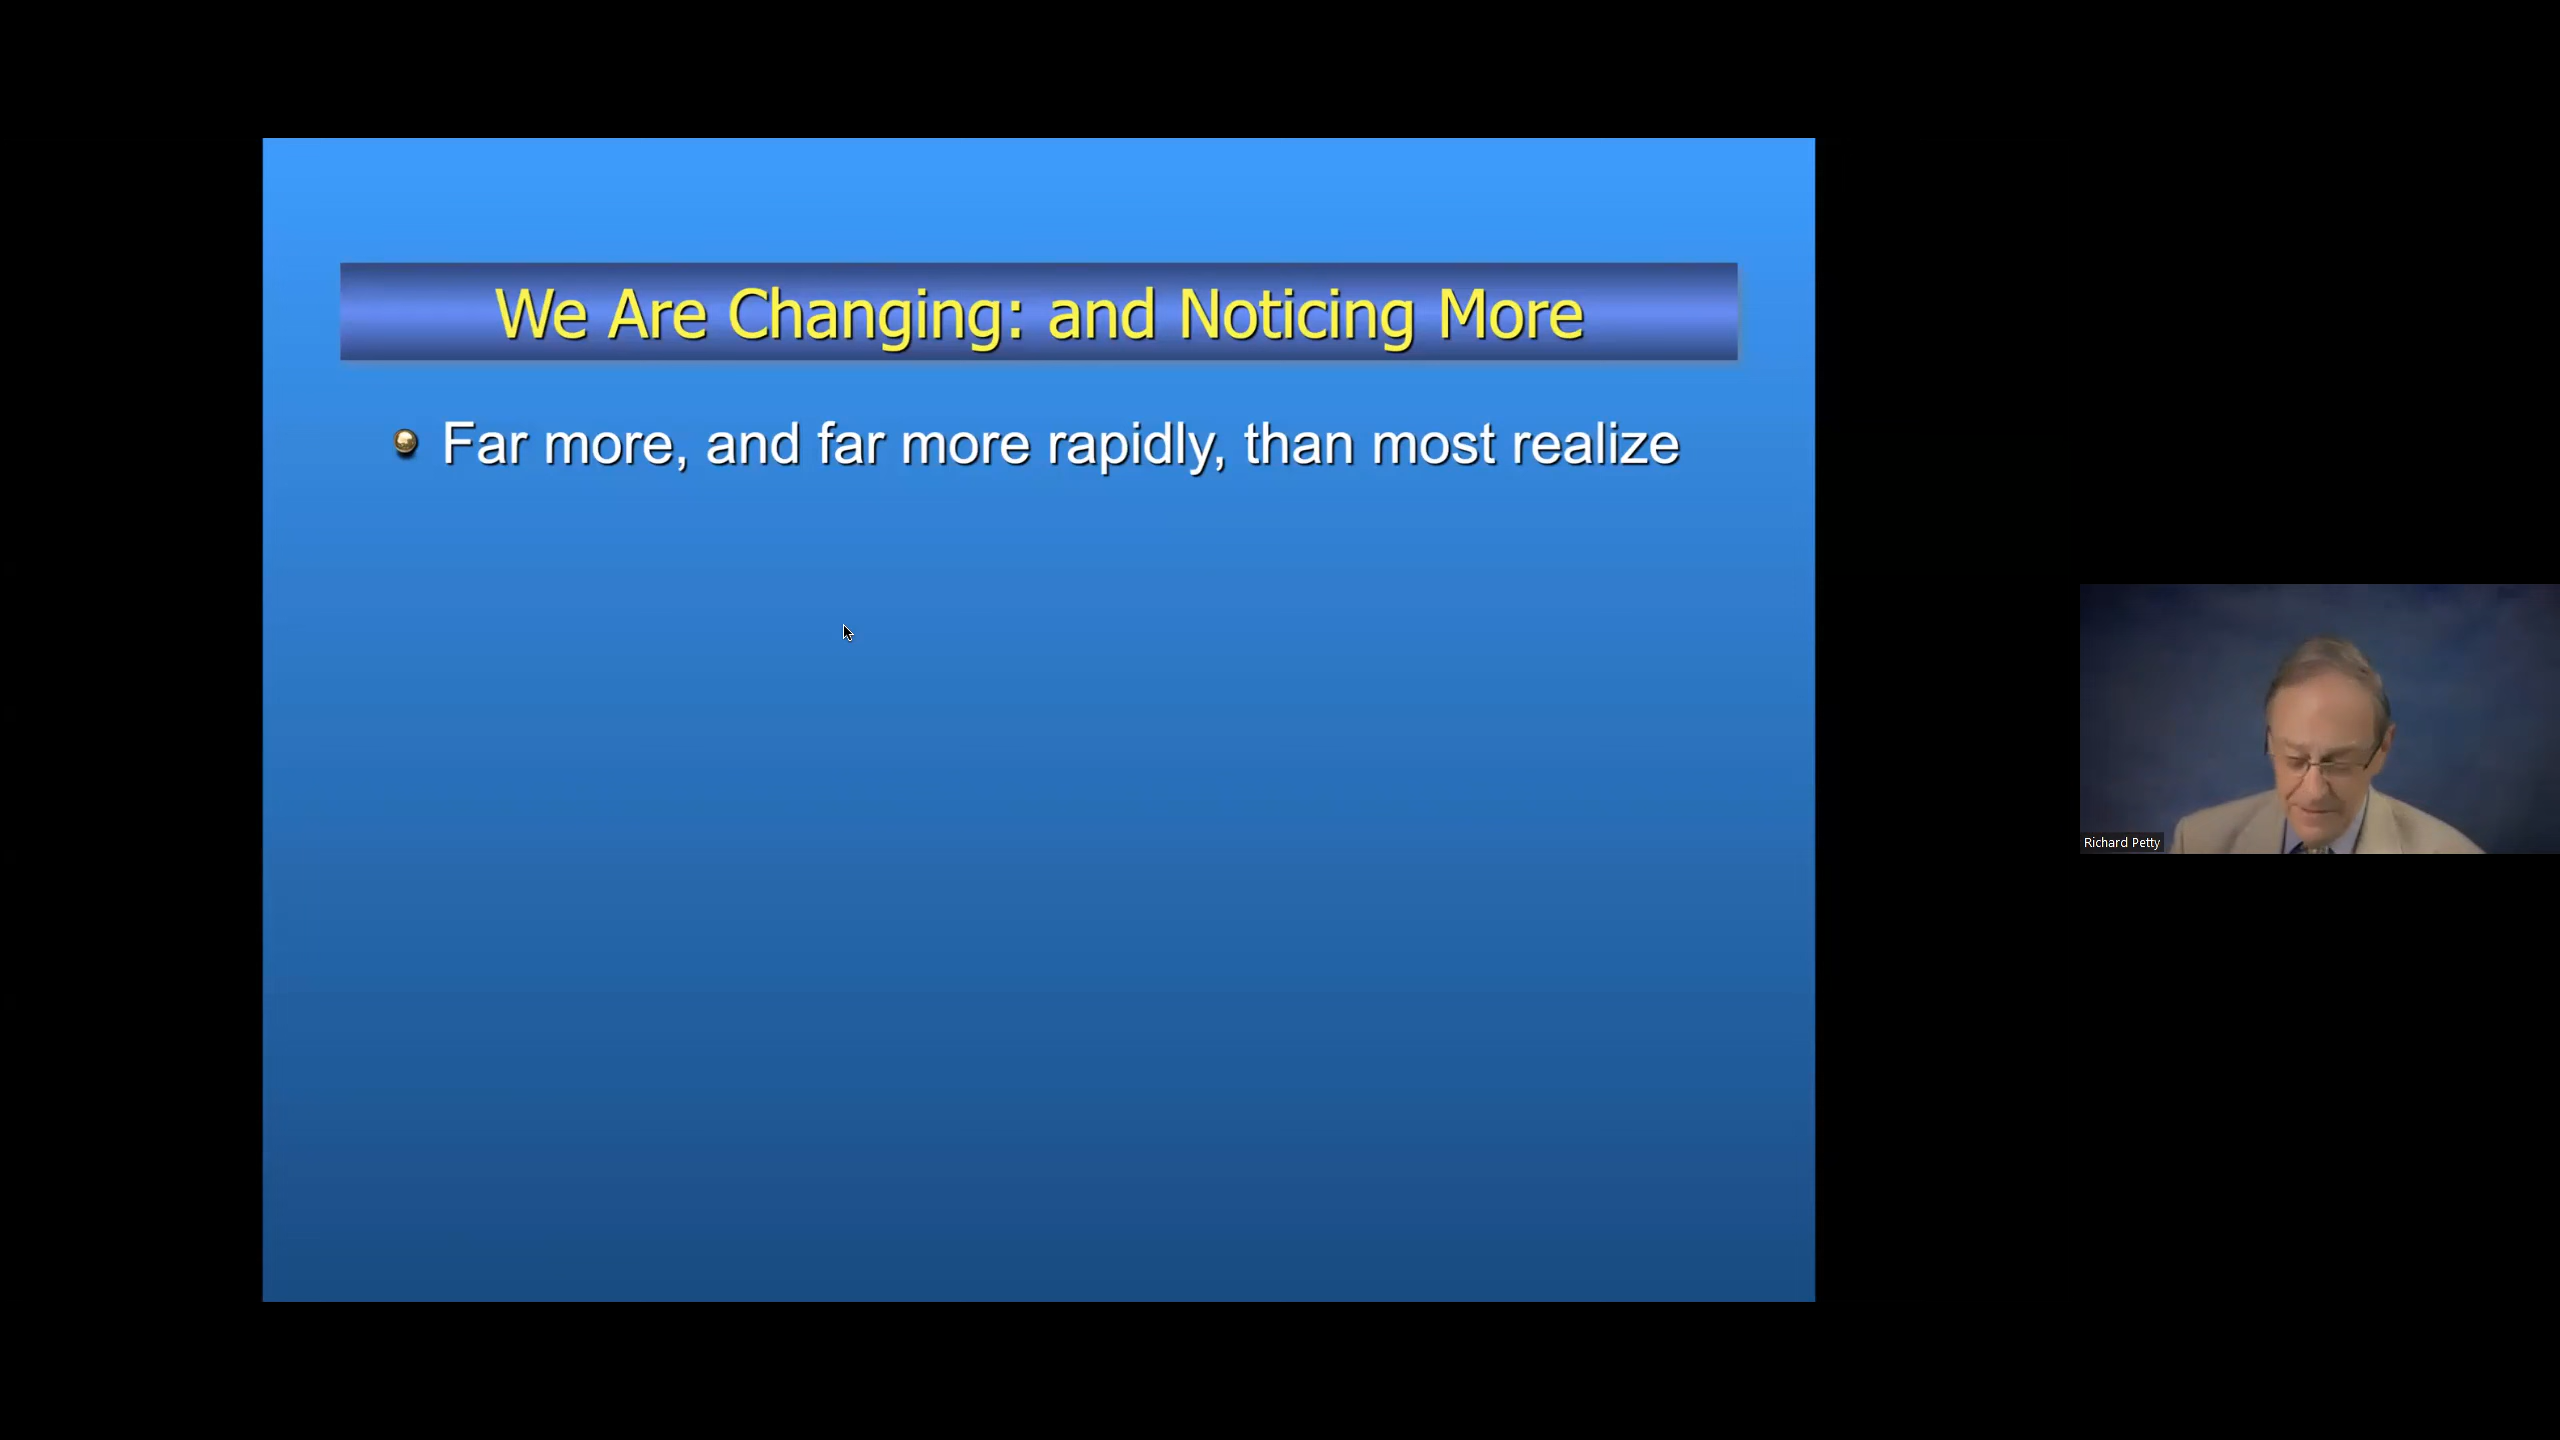 We Are Changing: and Noticing More
Far more, and far more rapidly, than most realize
Richard Petty